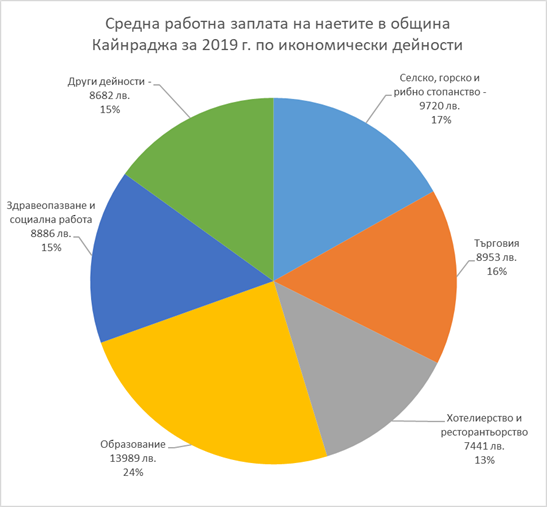 Средна работна заплата на наетите в община
Кайнраджа за 2019 г. по икономически дейности
Други дейности -
8682 лв.
15%
Селско, горско и
рибно стопанство -
9720 лв.
17%
Здравеопазване и
социална работа
8886 лв.
15%
Търговия
8953 лв.
16%
Образование
13989 лв.
24%
Хотелиерство и
ресторантьорство
7441 лв.
13%